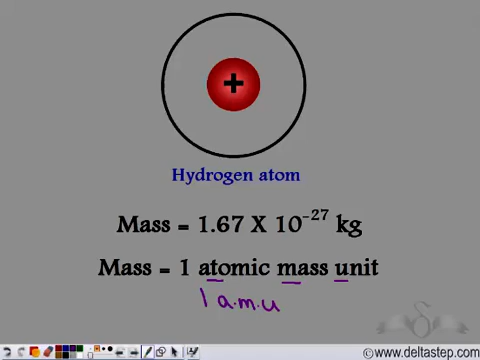 +
Hydrogen atom
Mass = 1.67 X 10⁻²⁷ kg
Mass = 1 atomic mass unit
1 a.m.u
©www.deltastep.com